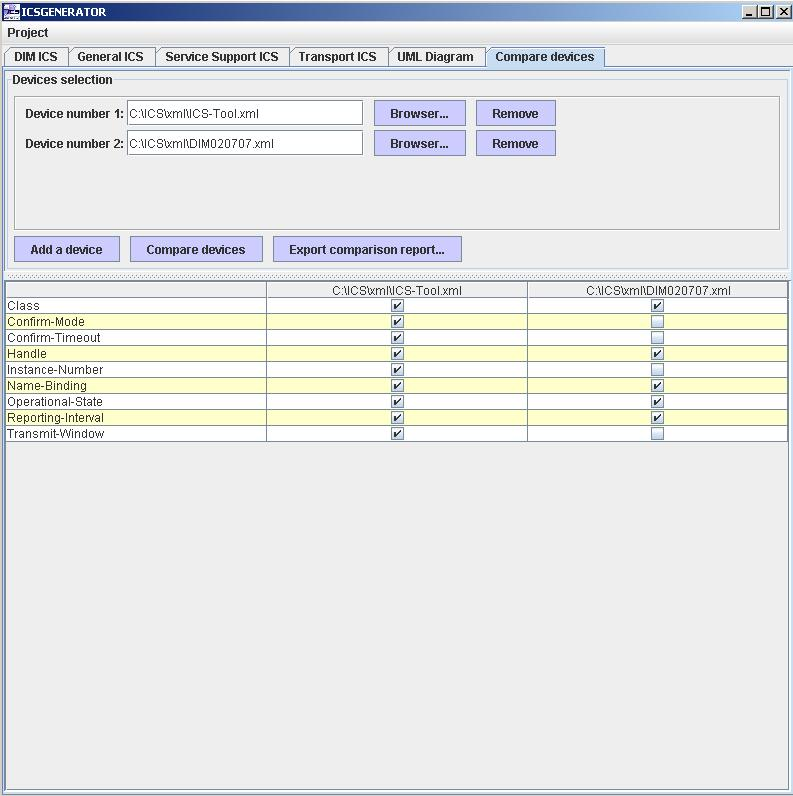 ICSGENERATOR
Project
DIM ICS General ICS Service Support ICS Transport ICS UML Diagram Compare devices
Devices selection
Device number 1: C:\ICS\xml\ICS-Tool.xml Browser... Remove
Device number 2: C:\ICS\xml\DIM020707.xml Browser... Remove
Add a device Compare devices Export comparison report...
C:\ICS\xml\ICS-Tool.xml C:\ICS\xml\DIM020707.xml
Class
Confirm-Mode
Confirm-Timeout
Handle
Instance-Number
Name-Binding
Operational-State
Reporting-Interval
Transmit-Window